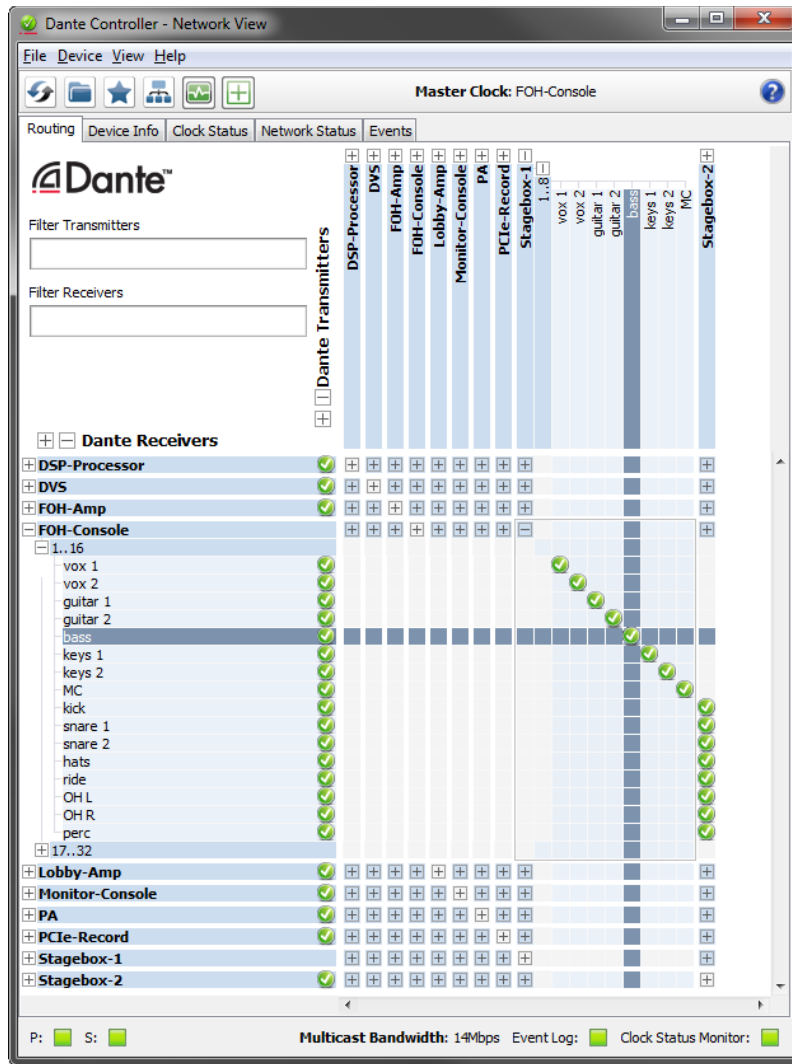 Dante Controller - Network View
File Device View Help
Master Clock: FOH-Console
Routing Device Info Clock Status Network Status Events
Dante™
Filter Transmitters
Filter Receivers
Dante Transmitters
DSP-Processor
DVS
FOH-Amp
FOH-Console
Lobby-Amp
Monitor-Console
PA
PCIe-Record
Stagebox-1
1..8
vox 1
vox 2
guitar 1
guitar 2
bass
keys 1
keys 2
MC
Stagebox-2
Dante Receivers
DSP-Processor
DVS
FOH-Amp
FOH-Console
1..16
vox 1
vox 2
guitar 1
guitar 2
bass
keys 1
keys 2
MC
kick
snare 1
snare 2
hats
ride
OH L
OH R
perc
17..32
Lobby-Amp
Monitor-Console
PA
PCIe-Record
Stagebox-1
Stagebox-2
P: S: Multicast Bandwidth: 14Mbps Event Log: Clock Status Monitor: